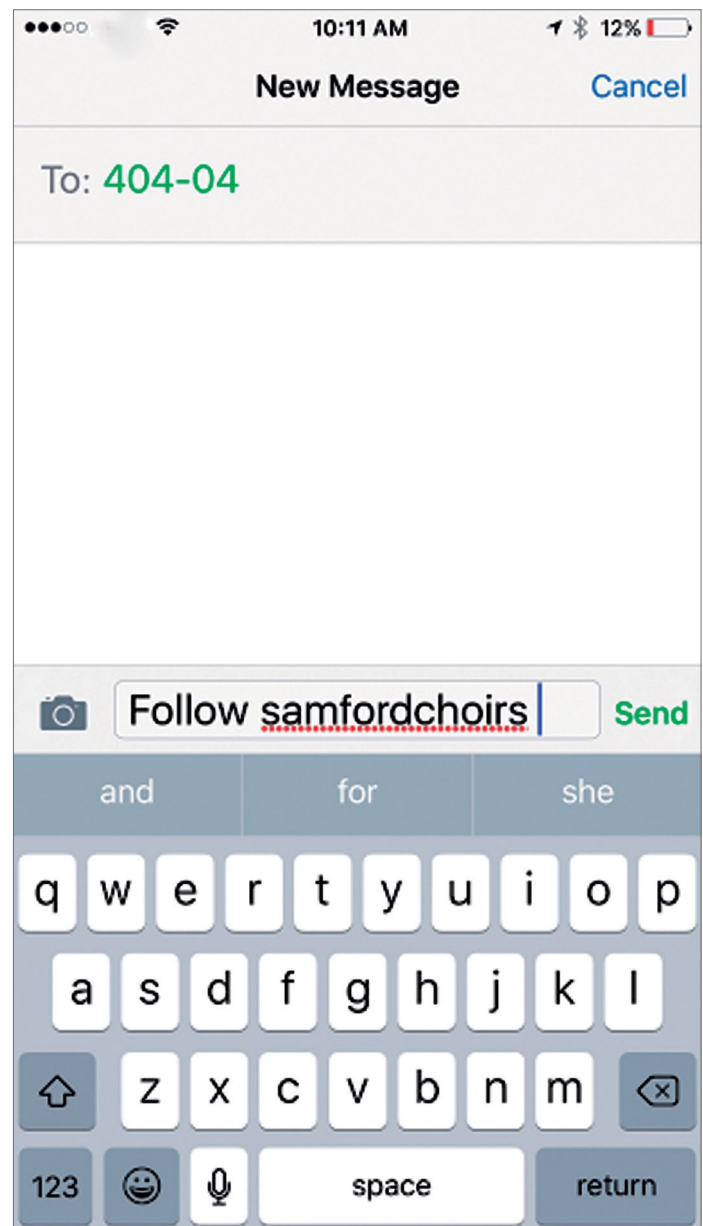 10:11 AM 12%
New Message Cancel
To: 404-04
Follow samfordchoirs Send
and for she
q w e r t y u i o p
a s d f g h j k l
z x c v b n m
123 space return